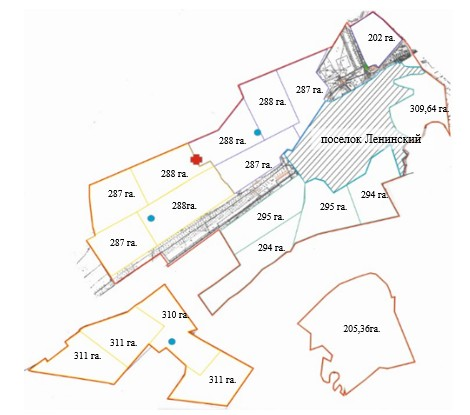 202 га.
287 га.
288 га.
309,64 га.
288 га.
поселок Ленинский
287 га.
288 га.
287 га.
294 га.
288га.
295 га.
295 га.
287 га.
294 га.
310 га.
205,36га.
311 га.
311 га.
311 га.